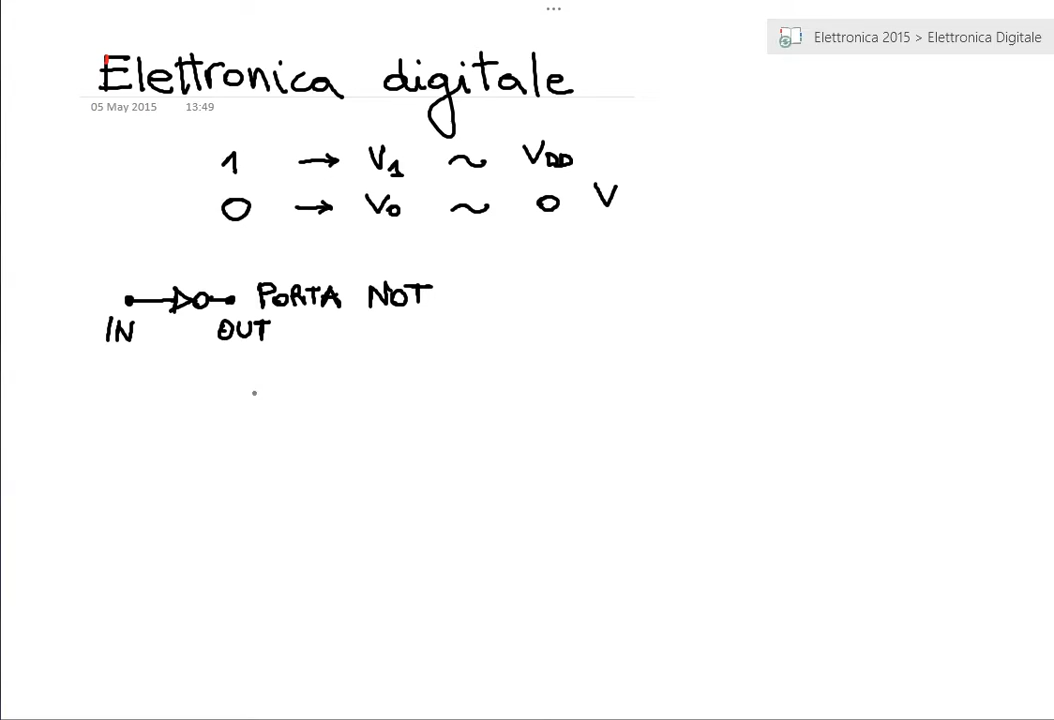 Elettronica 2015 > Elettronica Digitale
Elettronica digitale
05 May 2015 13:49
1 → V1 ~ VDD
0 → V0 ~ 0 V
PORTA NOT
IN OUT